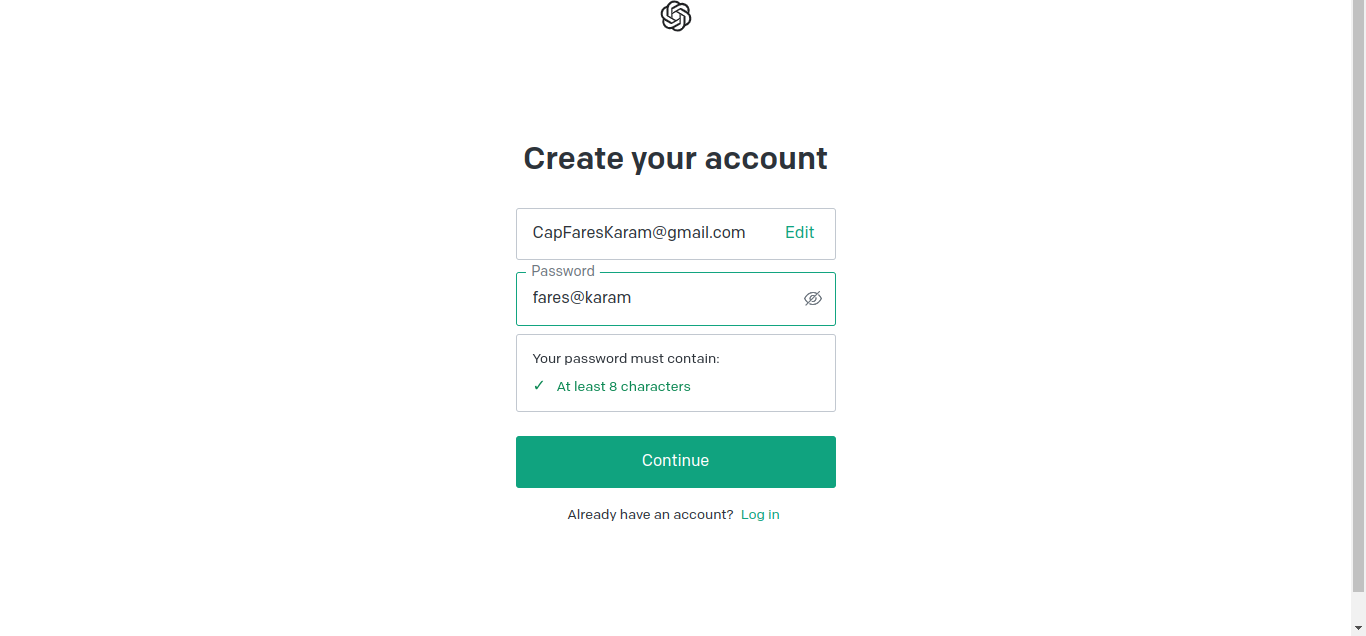 Create your account
CapFaresKaram@gmail.com Edit
Password
fares@karam
Your password must contain:
✓ At least 8 characters
Continue
Already have an account? Log in